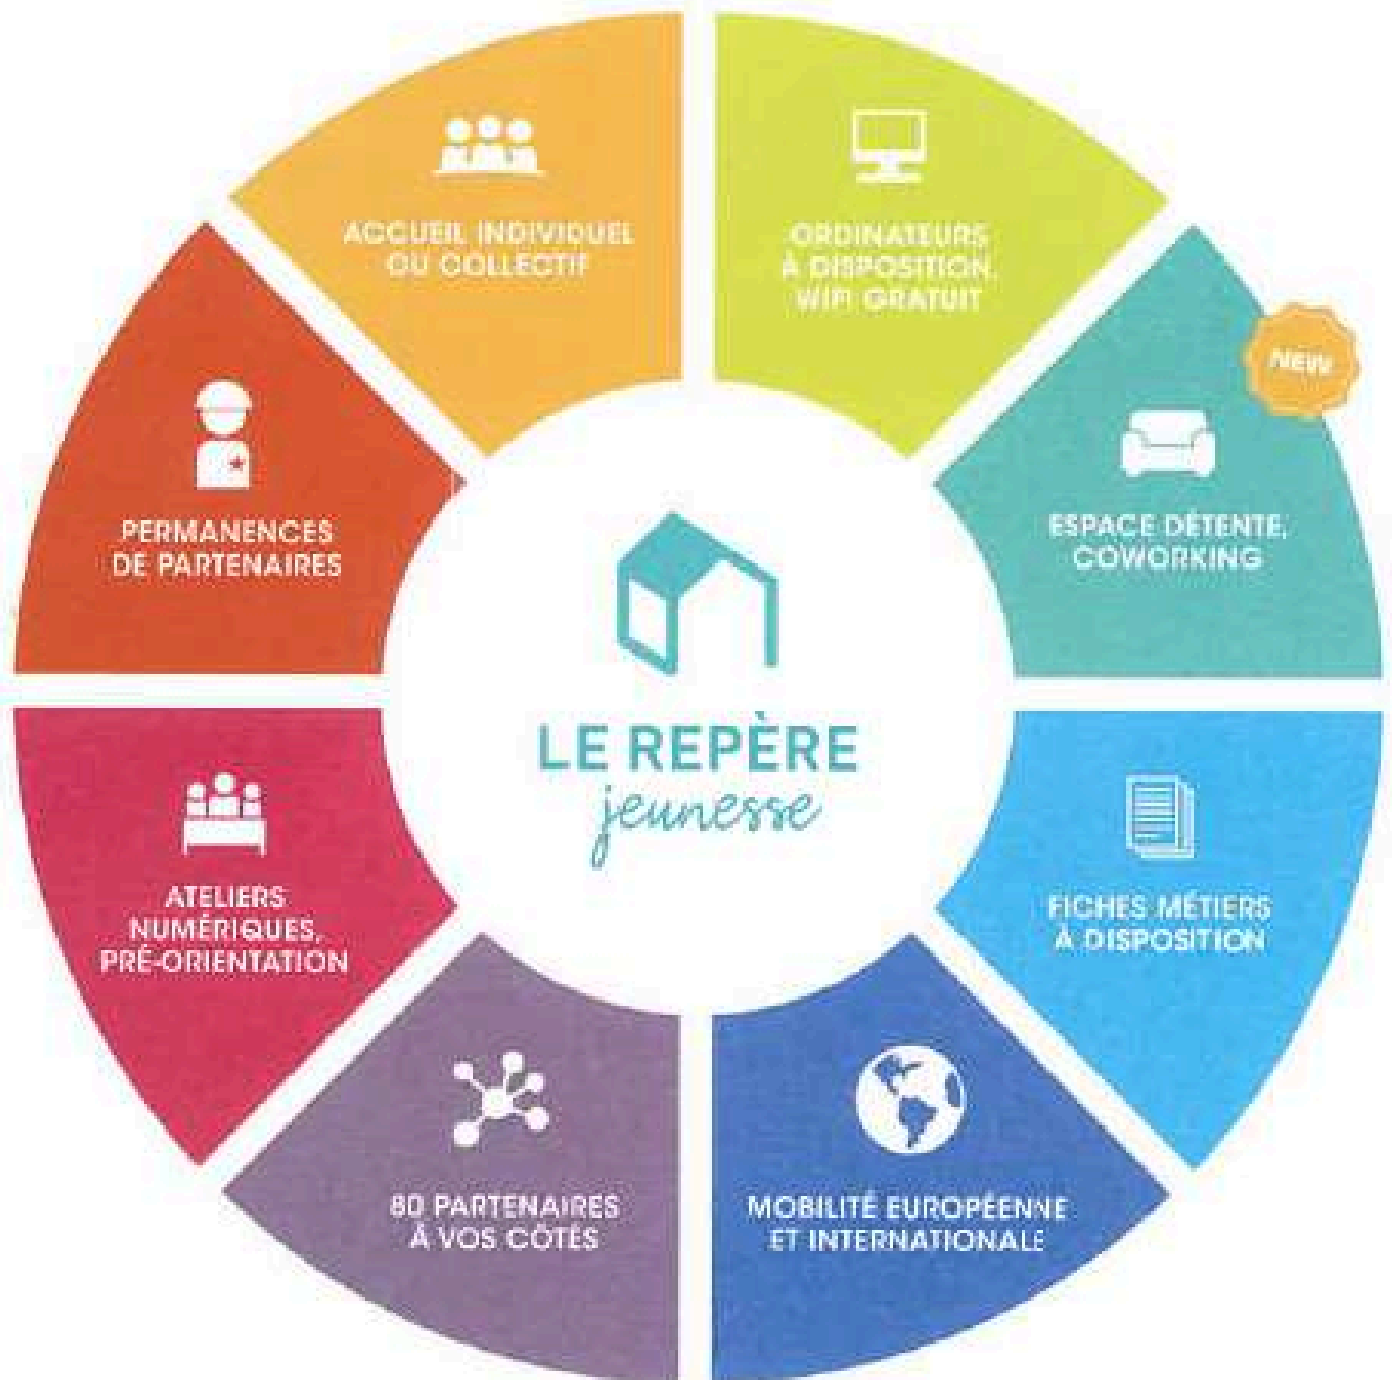 ACCUEIL INDIVIDUEL
OU COLLECTIF
ORDINATEURS
À DISPOSITION,
WIFI GRATUIT
NEW
ESPACE DÉTENTE,
COWORKING
FICHES MÉTIERS
À DISPOSITION
MOBILITÉ EUROPÉENNE
ET INTERNATIONALE
80 PARTENAIRES
À VOS CÔTÉS
ATELIERS
NUMÉRIQUES,
PRÉ-ORIENTATION
PERMANENCES
DE PARTENAIRES
LE REPÈRE
jeunesse